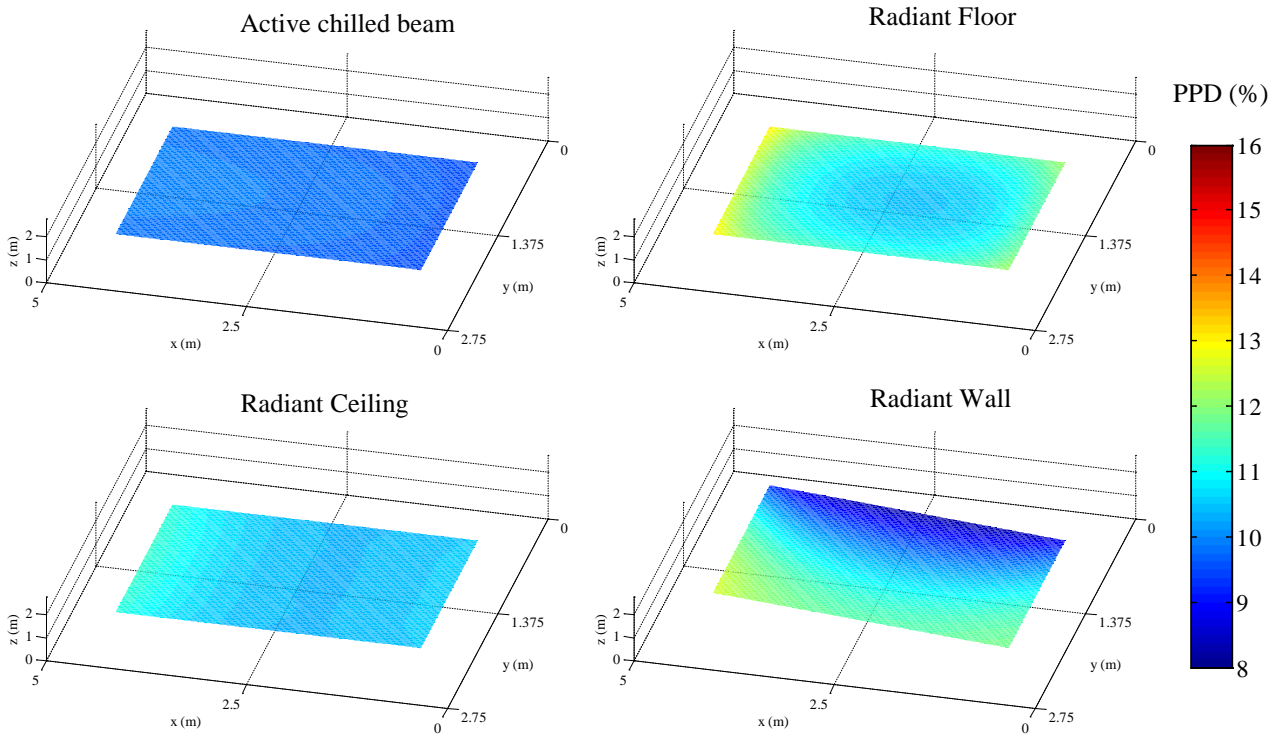 Active chilled beam
0
1.375
2.75
y (m)
2
1
0
z (m)
5
2.5
0
x (m)
Radiant Floor
0
1.375
2.75
y (m)
2
1
0
z (m)
5
2.5
0
x (m)
PPD (%)
16
15
14
13
12
11
10
9
8
Radiant Ceiling
0
1.375
2.75
y (m)
2
1
0
z (m)
5
2.5
0
x (m)
Radiant Wall
0
1.375
2.75
y (m)
2
1
0
z (m)
5
2.5
0
x (m)